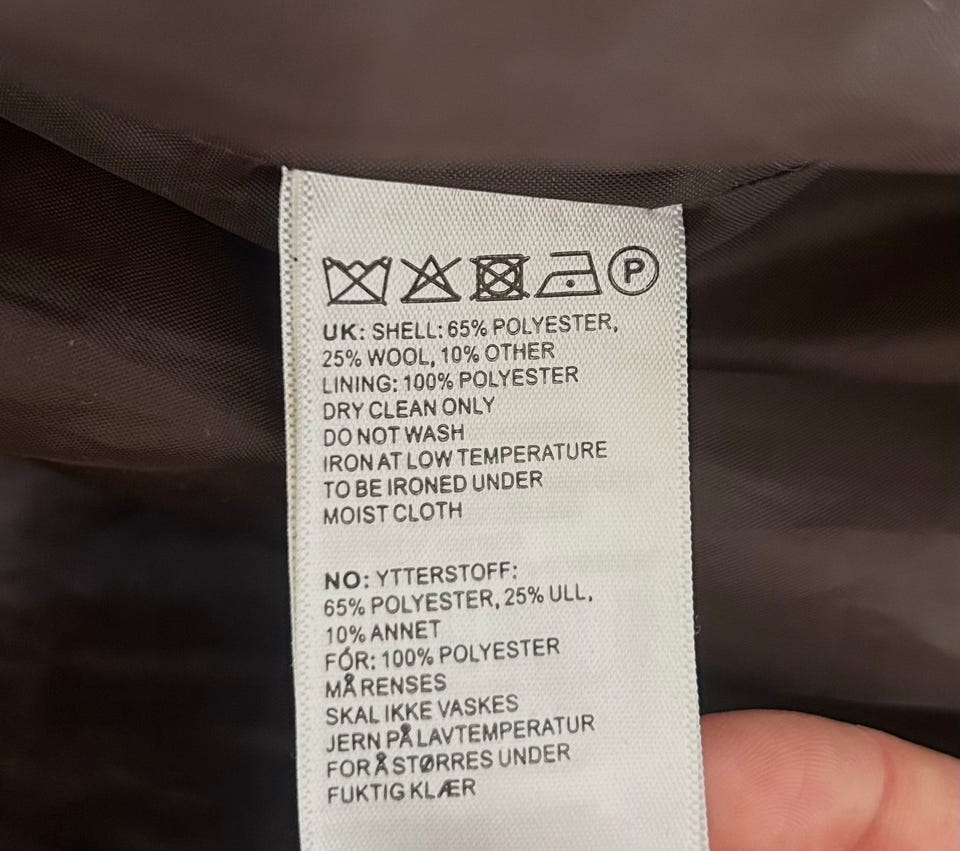 P
UK: SHELL: 65% POLYESTER,
25% WOOL, 10% OTHER
LINING: 100% POLYESTER
DRY CLEAN ONLY
DO NOT WASH
IRON AT LOW TEMPERATURE
TO BE IRONED UNDER
MOIST CLOTH
NO: YTTERSTOFF:
65% POLYESTER, 25% ULL,
10% ANNET
FÓR: 100% POLYESTER
MÅ RENSES
SKAL IKKE VASKES
JERN PÅ LAVTEMPERATUR
FOR Å STØRRES UNDER
FUKTIG KLÆR